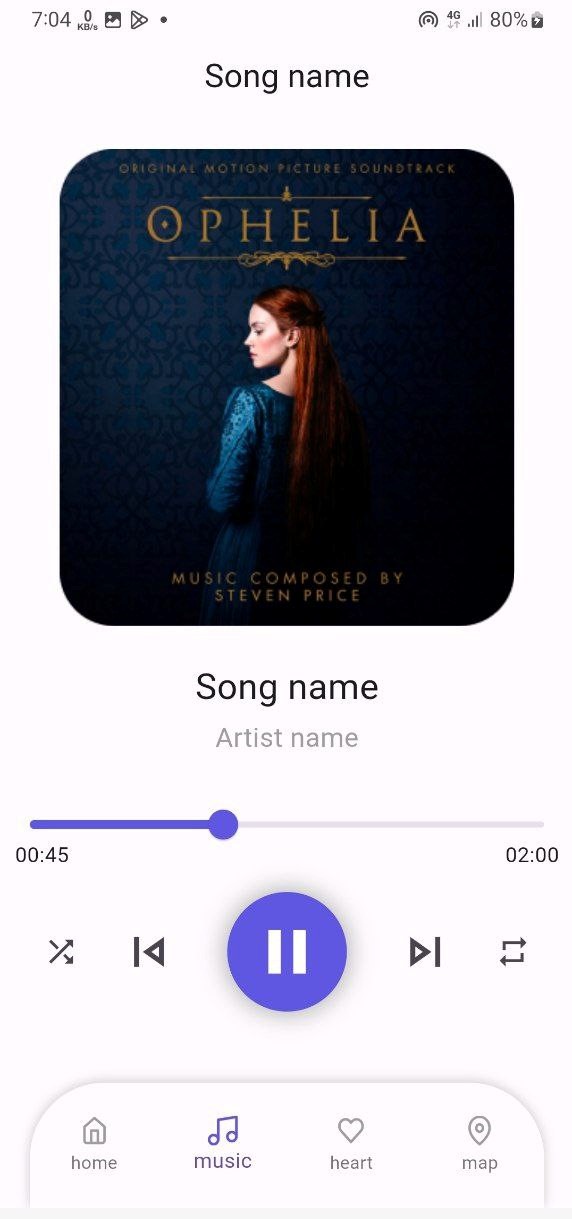 7:04 0 KB/s 4G 80%
Song name
ORIGINAL MOTION PICTURE SOUNDTRACK
OPHELIA
MUSIC COMPOSED BY
STEVEN PRICE
Song name
Artist name
00:45 02:00
home music heart map